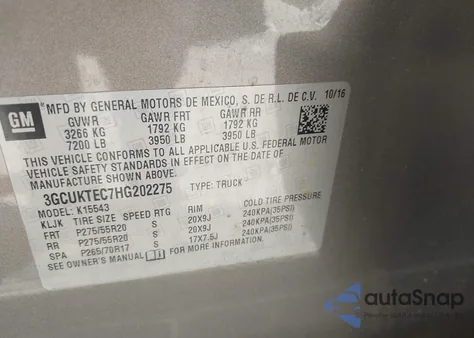 GM
*MFD BY GENERAL MOTORS DE MEXICO, S. DE R.L. DE C.V. 10/16
GVWR GAWR FRT GAWR RR
3266 KG 1792 KG 1792 KG
7200 LB 3950 LB 3950 LB
THIS VEHICLE CONFORMS TO ALL APPLICABLE U.S. FEDERAL MOTOR
VEHICLE SAFETY STANDARDS IN EFFECT ON THE DATE OF
MANUFACTURE SHOWN ABOVE.
3GCUKTEC7HG202275 TYPE: TRUCK
MODEL: K15543
KLJK TIRE SIZE SPEED RTG RIM COLD TIRE PRESSURE
FRT P275/55R20 S 20X9J 240KPA(35PSI)
RR P275/55R20 S 20X9J 240KPA(35PSI)
SPA P265/70R17 S 17X7.5J 240KPA(35PSI)
SEE OWNER'S MANUAL FOR MORE INFORMATION.
autoSnap